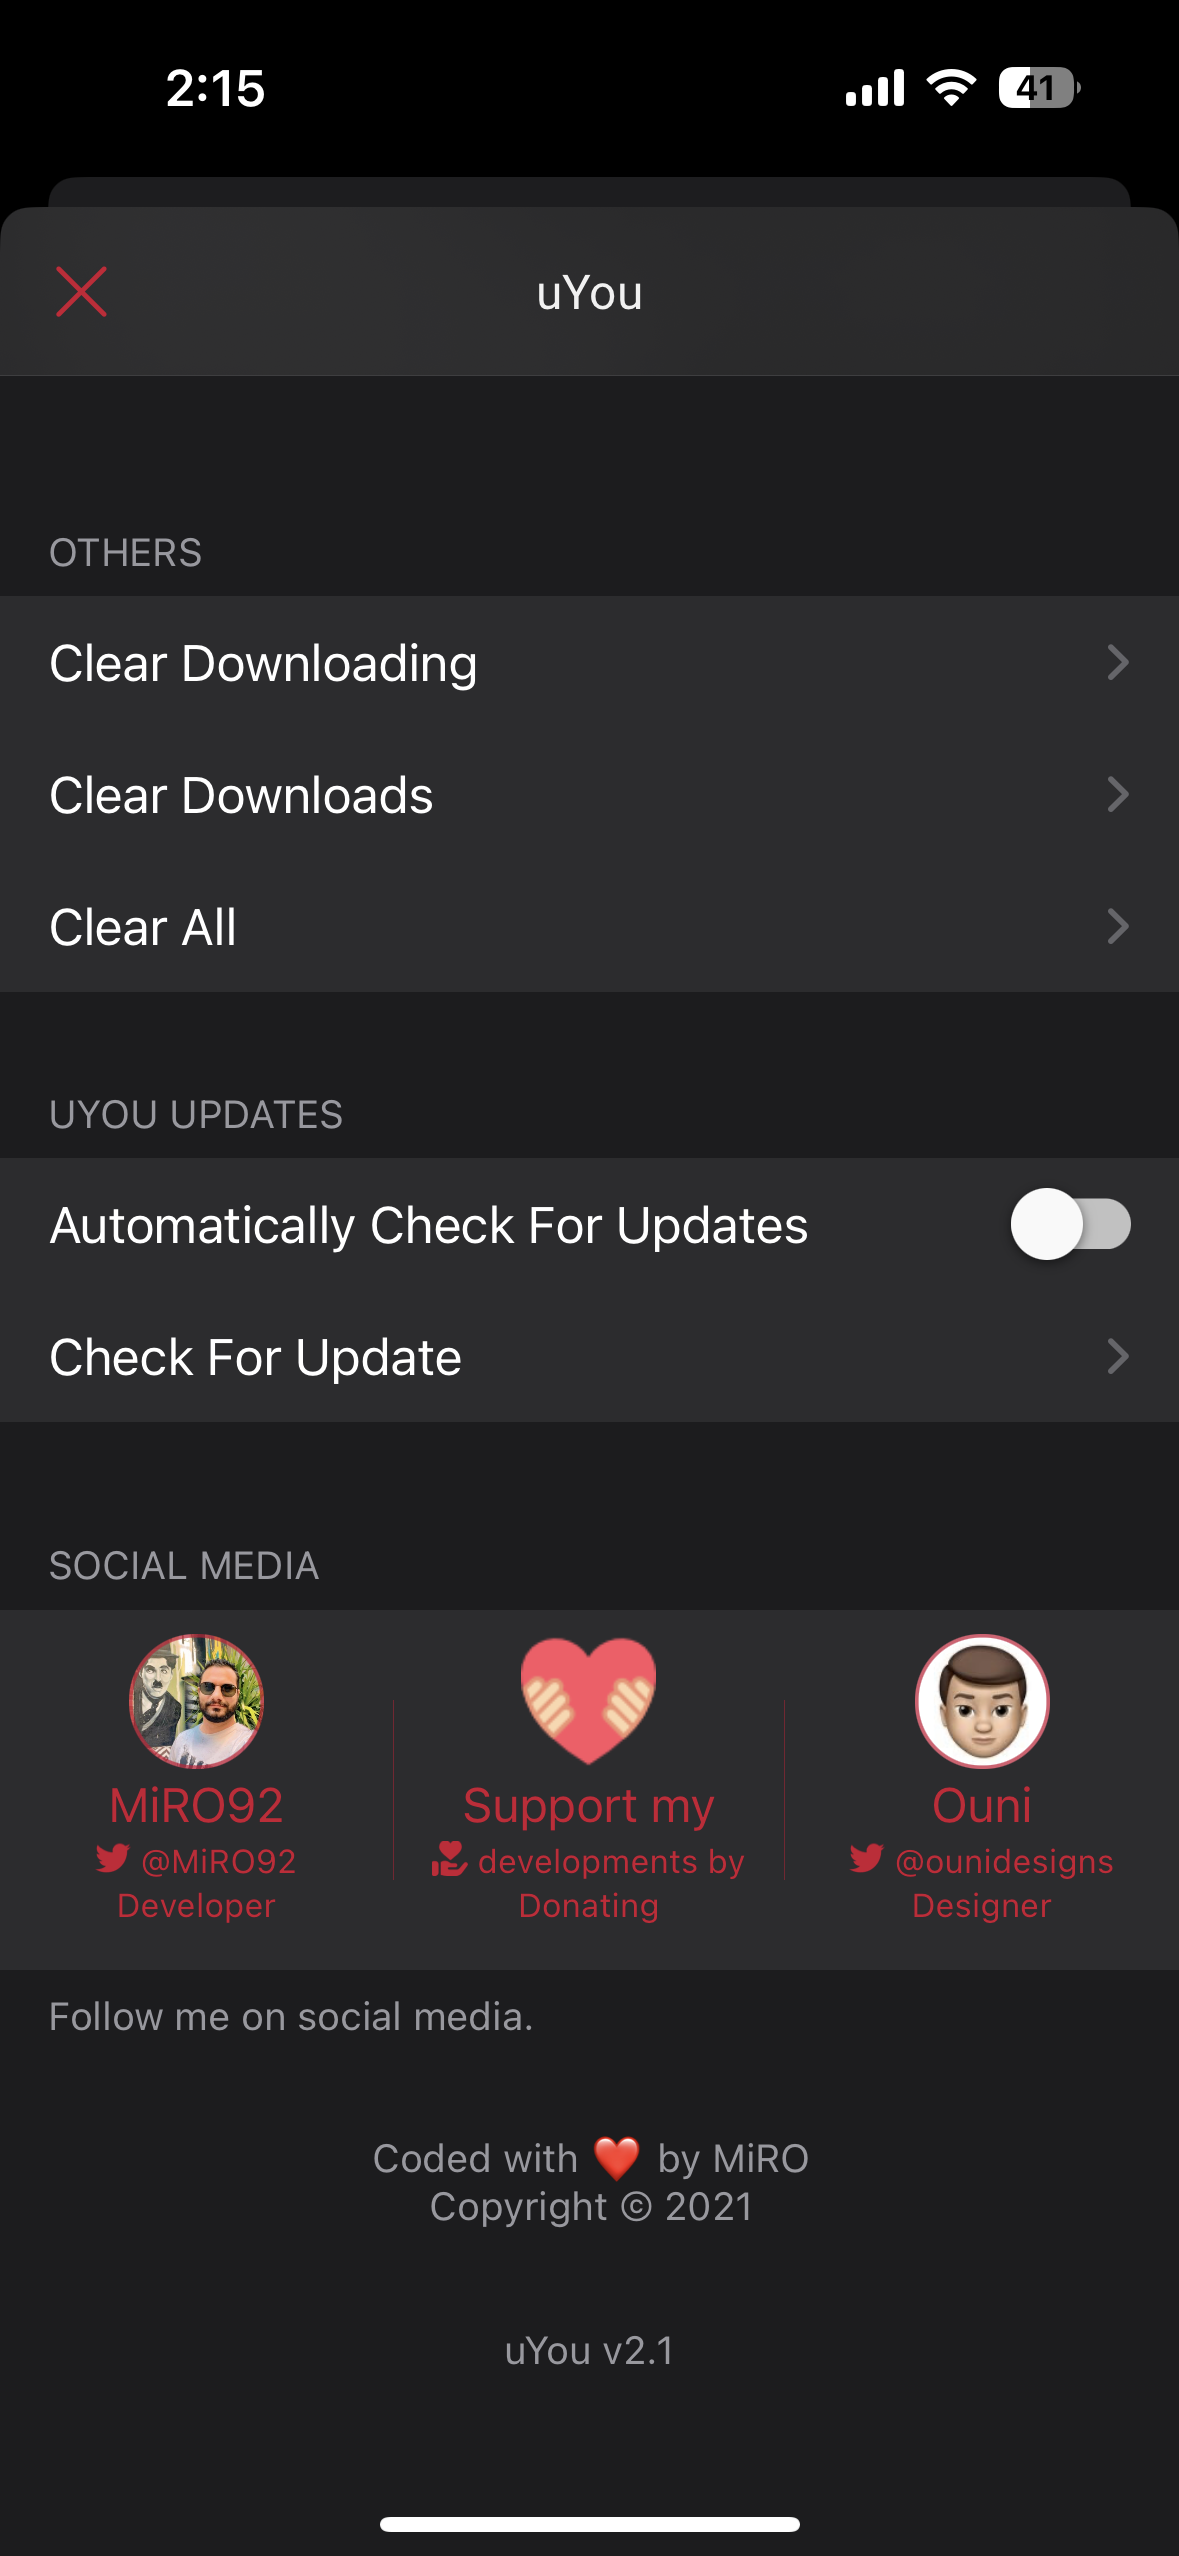 2:15
41
uYou
OTHERS
Clear Downloading
Clear Downloads
Clear All
UYOU UPDATES
Automatically Check For Updates
Check For Update
SOCIAL MEDIA
MiRO92
@MiRO92
Developer
Support my
developments by
Donating
Ouni
@ounidesigns
Designer
Follow me on social media.
Coded with ❤️ by MiRO
Copyright © 2021
uYou v2.1